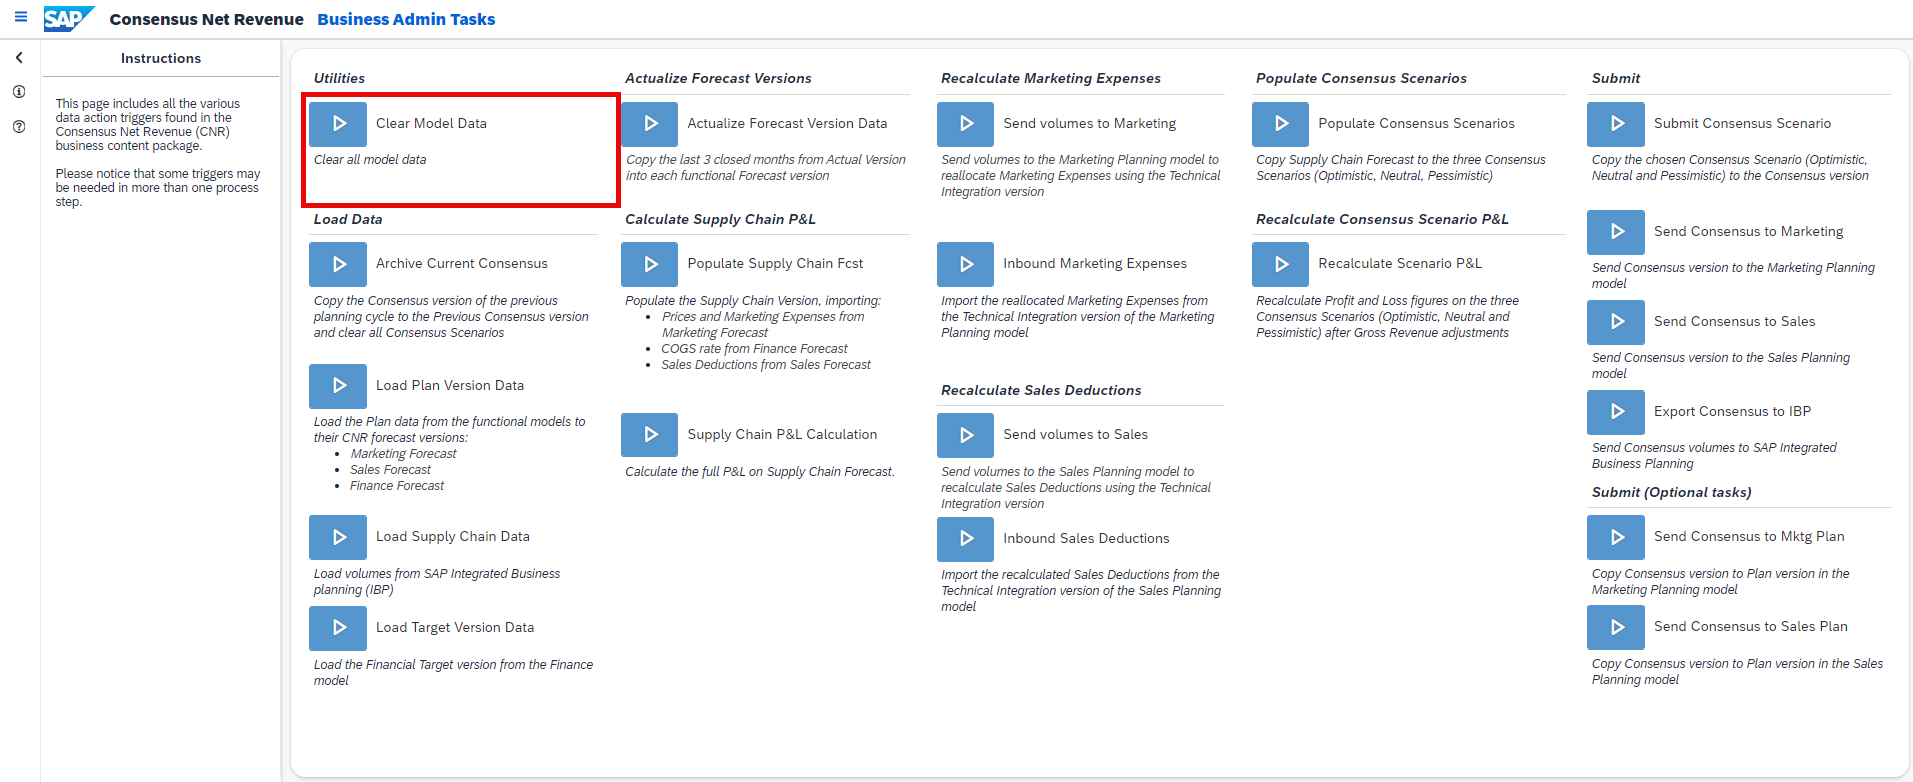 SAP Consensus Net Revenue Business Admin Tasks
Instructions
This page includes all the various
data action triggers found in the
Consensus Net Revenue (CNR)
business content package.
Please notice that some triggers may
be needed in more than one process
step.
Utilities
Clear Model Data
Clear all model data
Load Data
Archive Current Consensus
Copy the Consensus version of the previous
planning cycle to the Previous Consensus version
and clear all Consensus Scenarios
Load Plan Version Data
Load the Plan data from the functional models to
their CNR forecast versions:
• Marketing Forecast
• Sales Forecast
• Finance Forecast
Load Supply Chain Data
Load volumes from SAP Integrated Business
planning (IBP)
Load Target Version Data
Load the Financial Target version from the Finance
model
Actualize Forecast Versions
Actualize Forecast Version Data
Copy the last 3 closed months from Actual Version
into each functional Forecast version
Calculate Supply Chain P&L
Populate Supply Chain Fcst
Populate the Supply Chain Version, importing:
• Prices and Marketing Expenses from
Marketing Forecast
• COGS rate from Finance Forecast
• Sales Deductions from Sales Forecast
Supply Chain P&L Calculation
Calculate the full P&L on Supply Chain Forecast.
Recalculate Marketing Expenses
Send volumes to Marketing
Send volumes to the Marketing Planning model to
reallocate Marketing Expenses using the Technical
Integration version
Inbound Marketing Expenses
Import the reallocated Marketing Expenses from
the Technical Integration version of the Marketing
Planning model
Recalculate Sales Deductions
Send volumes to Sales
Send volumes to the Sales Planning model to
recalculate Sales Deductions using the Technical
Integration version
Inbound Sales Deductions
Import the recalculated Sales Deductions from the
Technical Integration version of the Sales Planning
model
Populate Consensus Scenarios
Populate Consensus Scenarios
Copy Supply Chain Forecast to the three Consensus
Scenarios (Optimistic, Neutral, Pessimistic)
Recalculate Consensus Scenario P&L
Recalculate Scenario P&L
Recalculate Profit and Loss figures on the three
Consensus Scenarios (Optimistic, Neutral and
Pessimistic) after Gross Revenue adjustments
Submit
Submit Consensus Scenario
Copy the chosen Consensus Scenario (Optimistic,
Neutral and Pessimistic) to the Consensus version
Send Consensus to Marketing
Send Consensus version to the Marketing Planning
model
Send Consensus to Sales
Send Consensus version to the Sales Planning
model
Export Consensus to IBP
Send Consensus volumes to SAP Integrated
Business Planning
Submit (Optional tasks)
Send Consensus to Mktg Plan
Copy Consensus version to Plan version in the
Marketing Planning model
Send Consensus to Sales Plan
Copy Consensus version to Plan version in the Sales
Planning model